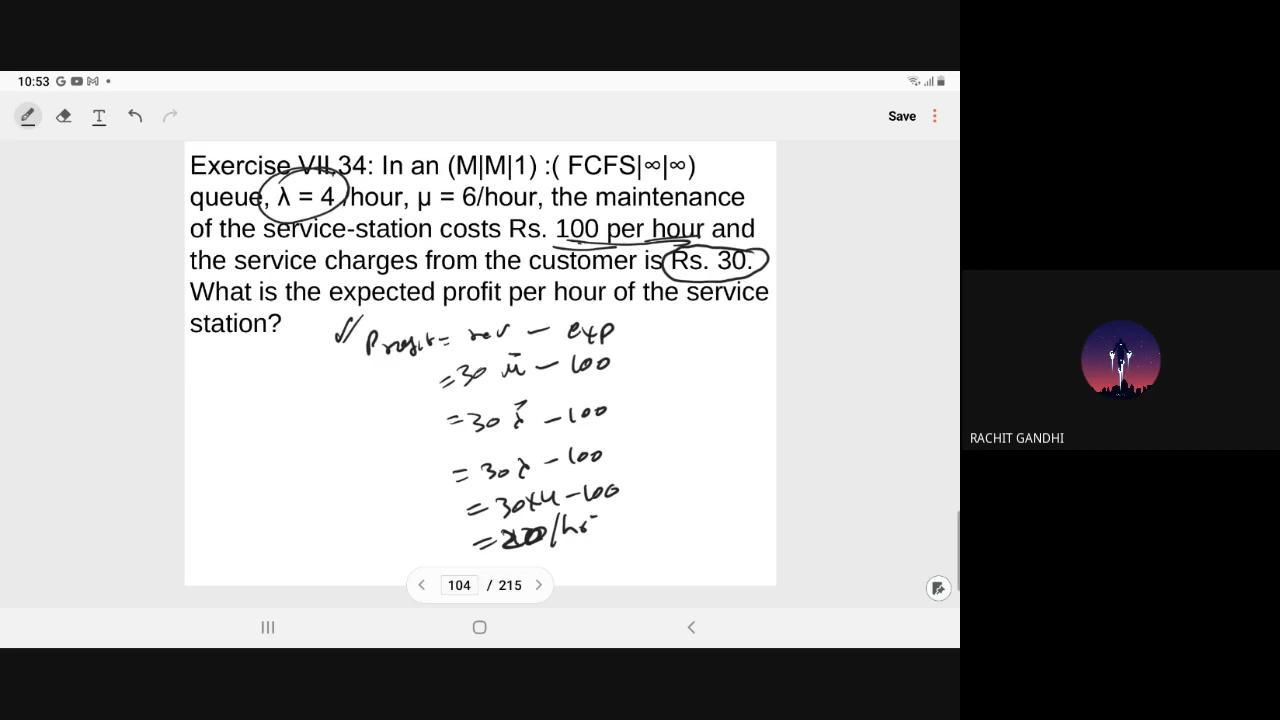 10:53
Save
Exercise VII,34: In an (M|M|1) :( FCFS|∞|∞)
queue, λ = 4 /hour, μ = 6/hour, the maintenance
of the service-station costs Rs. 100 per hour and
the service charges from the customer is Rs. 30.
What is the expected profit per hour of the service
station?
Profit = rev – exp
= 30 μ̄ – 100
= 30 λ̄ – 100
= 30 λ – 100
= 30×4 – 100
/hr
104 / 215
RACHIT GANDHI